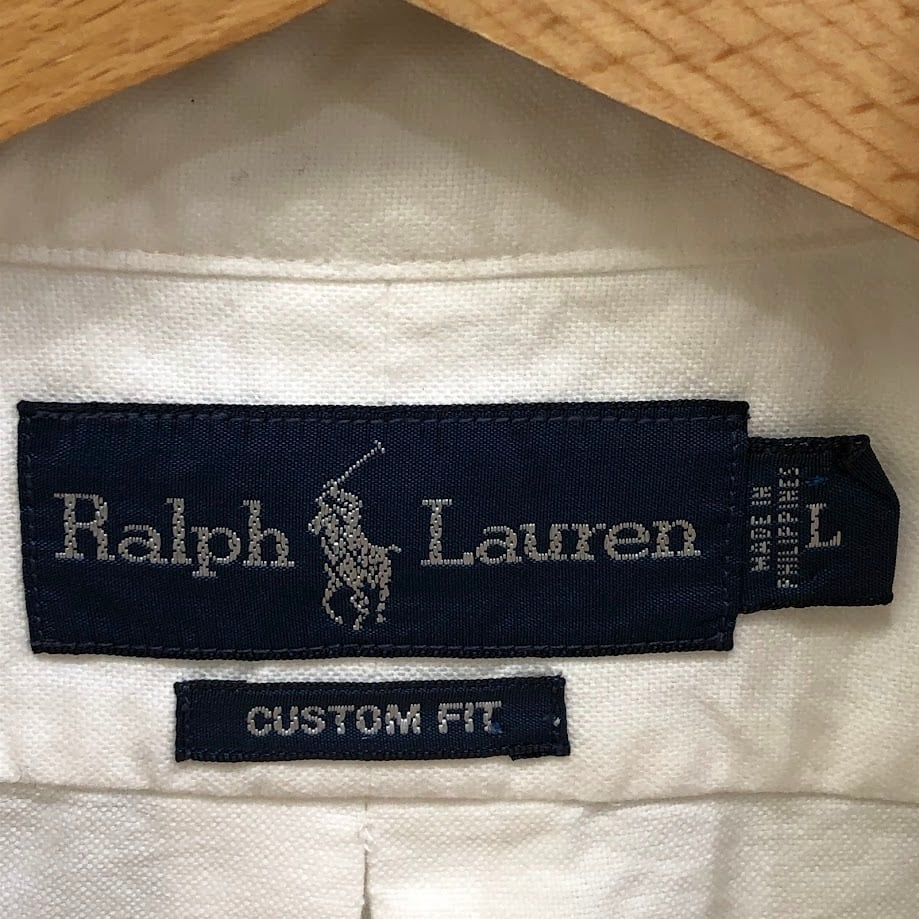 Ralph Lauren
MADE IN
PHILIPPINES
L
CUSTOM FIT